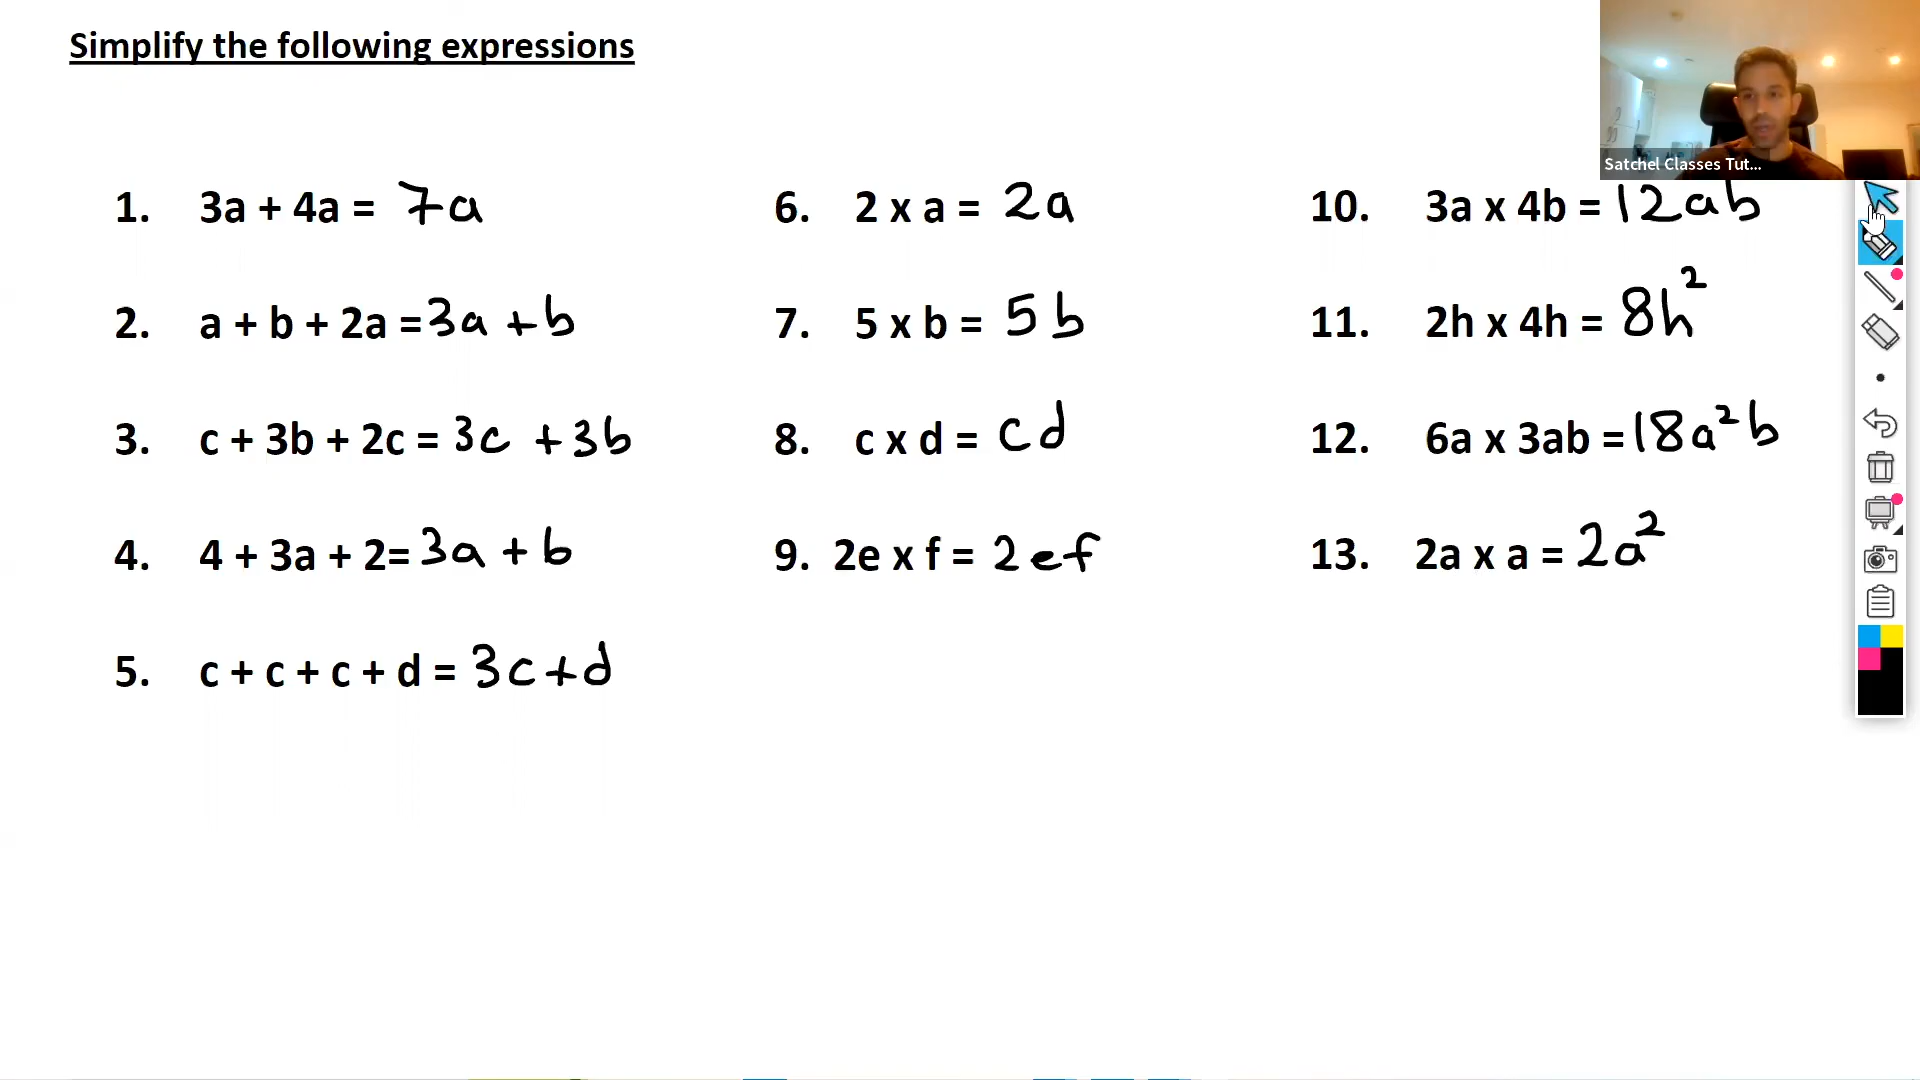 Simplify the following expressions
Satchel Classes Tut...
1. 3a + 4a = 7a
2. a + b + 2a = 3a + b
3. c + 3b + 2c = 3c + 3b
4. 4 + 3a + 2= 3a + b
5. c + c + c + d = 3c+d
6. 2 x a = 2a
7. 5 x b = 5b
8. c x d = cd
9. 2e x f = 2ef
10. 3a x 4b = 12ab
11. 2h x 4h = 8h²
12. 6a x 3ab = 18a²b
13. 2a x a = 2a²